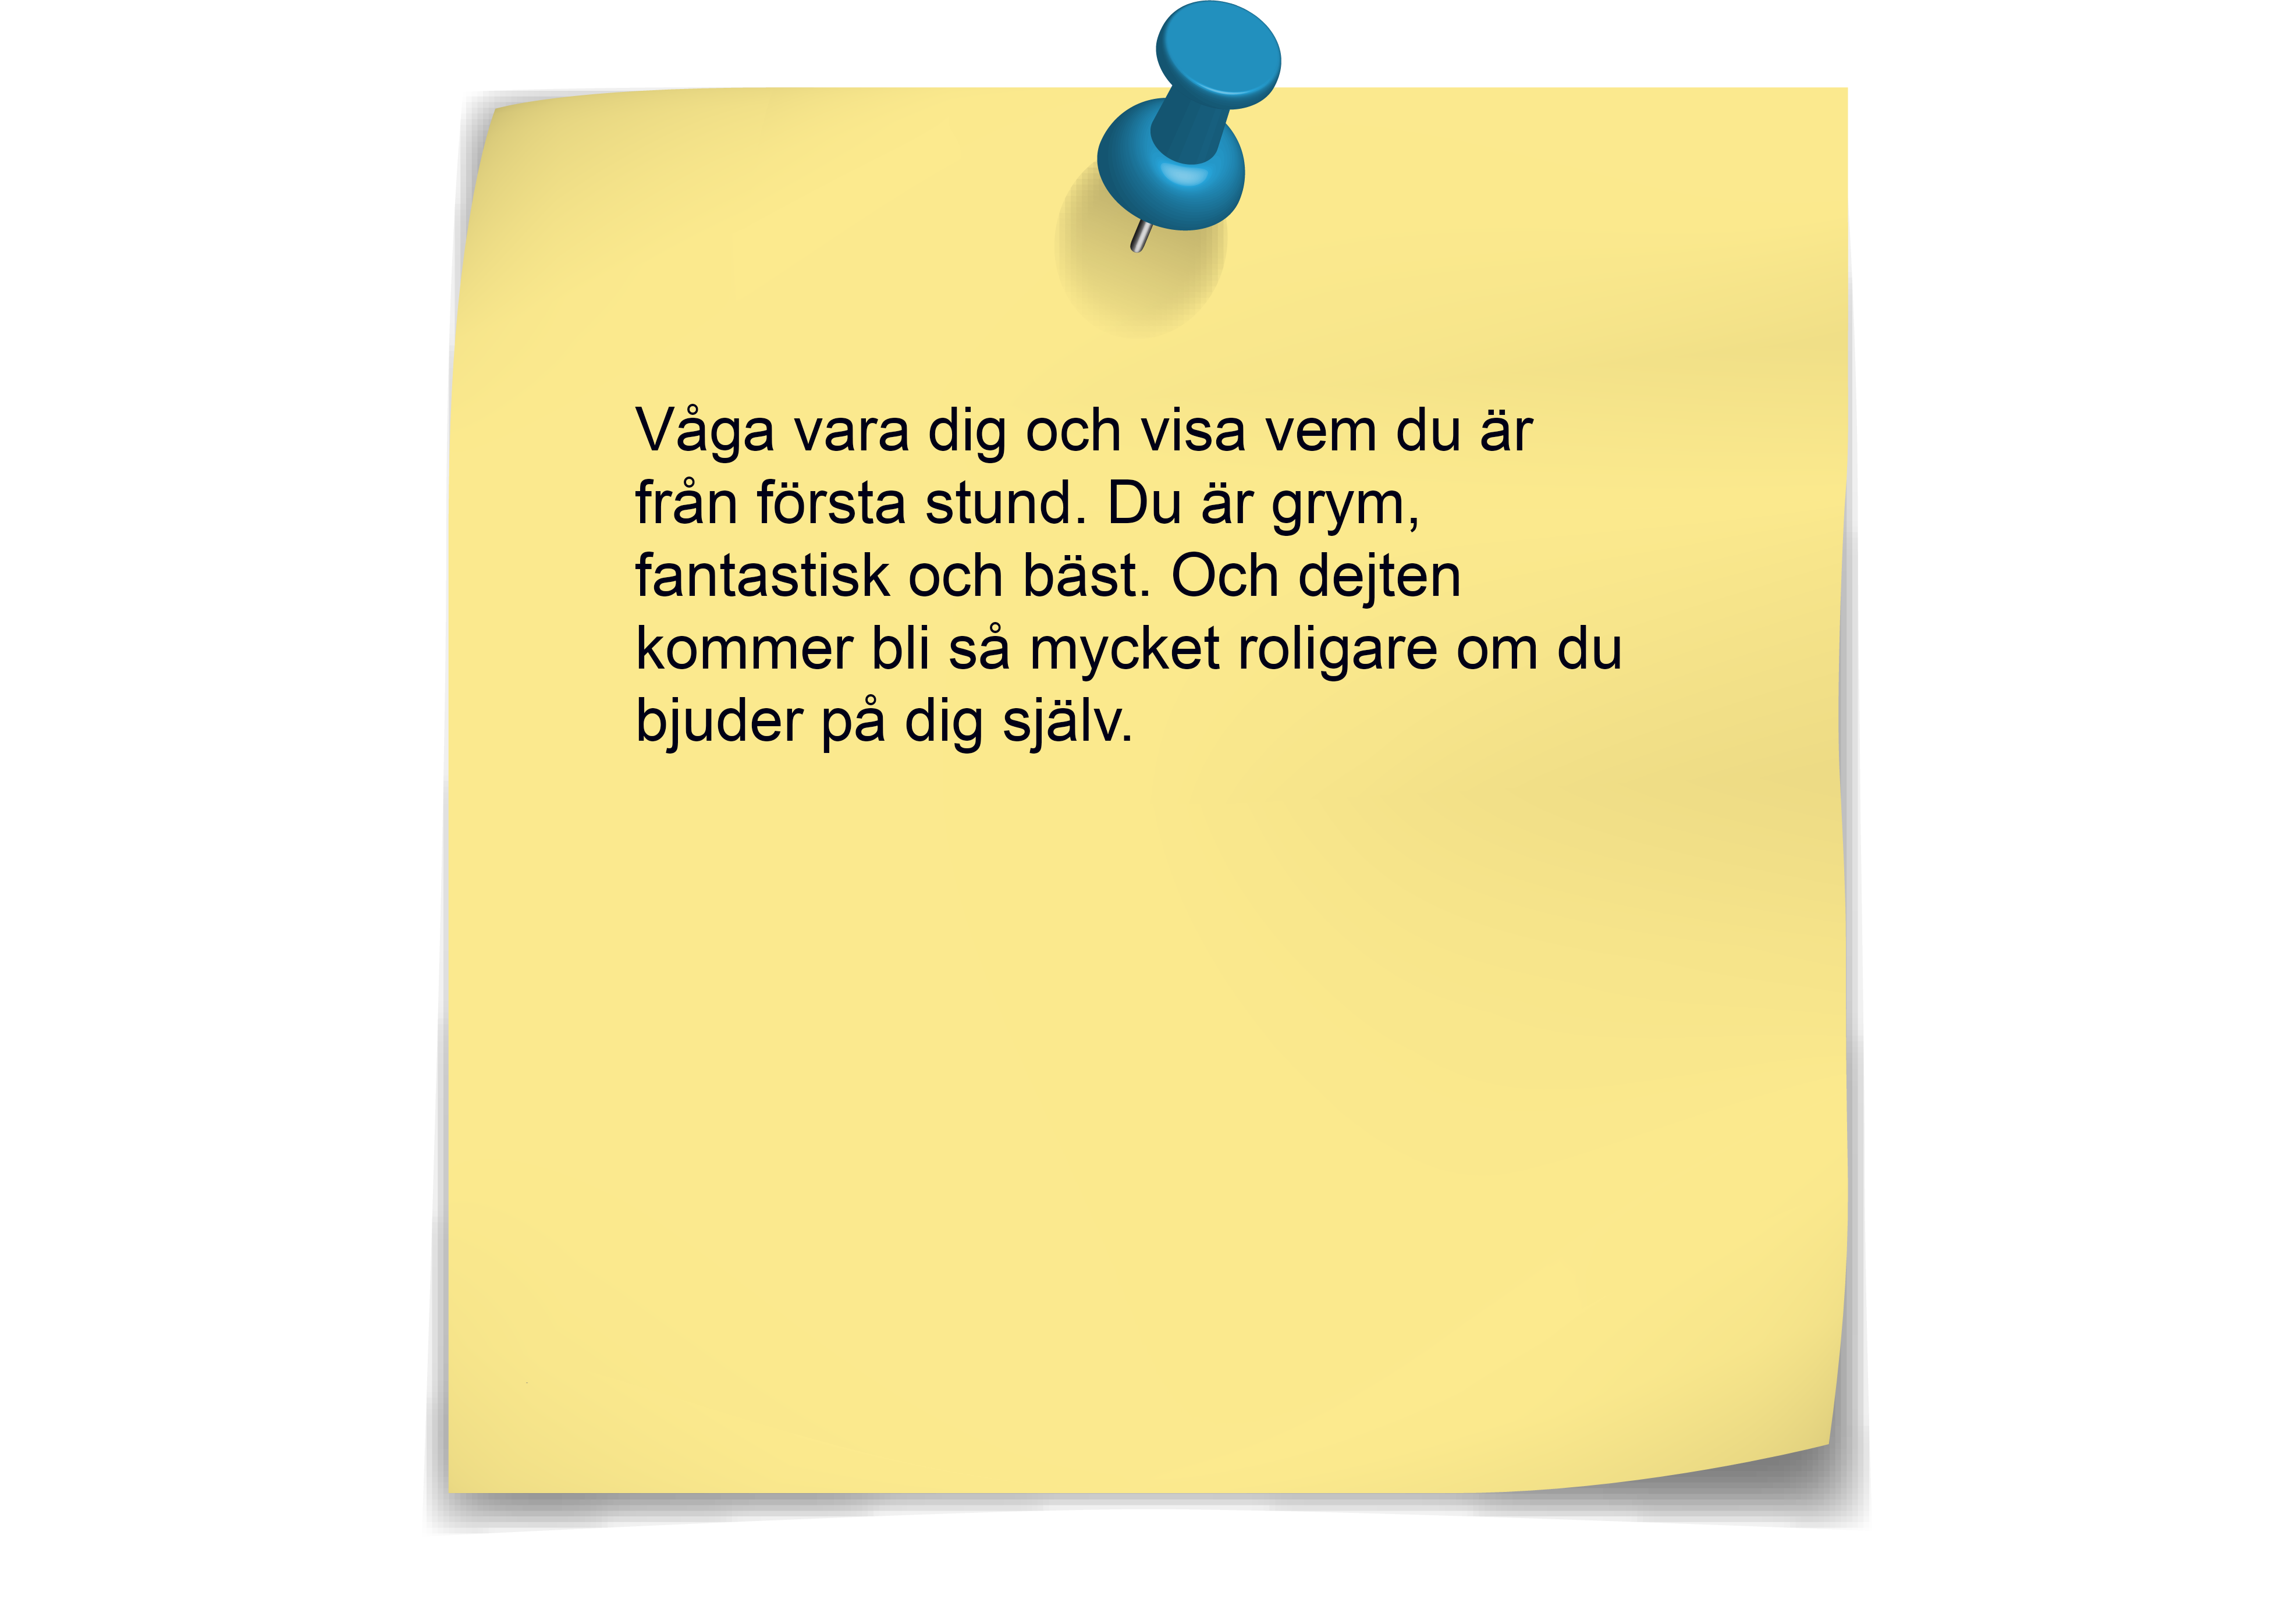 Våga vara dig och visa vem du är
från första stund. Du är grym,
fantastisk och bäst. Och dejten
kommer bli så mycket roligare om du
bjuder på dig själv.